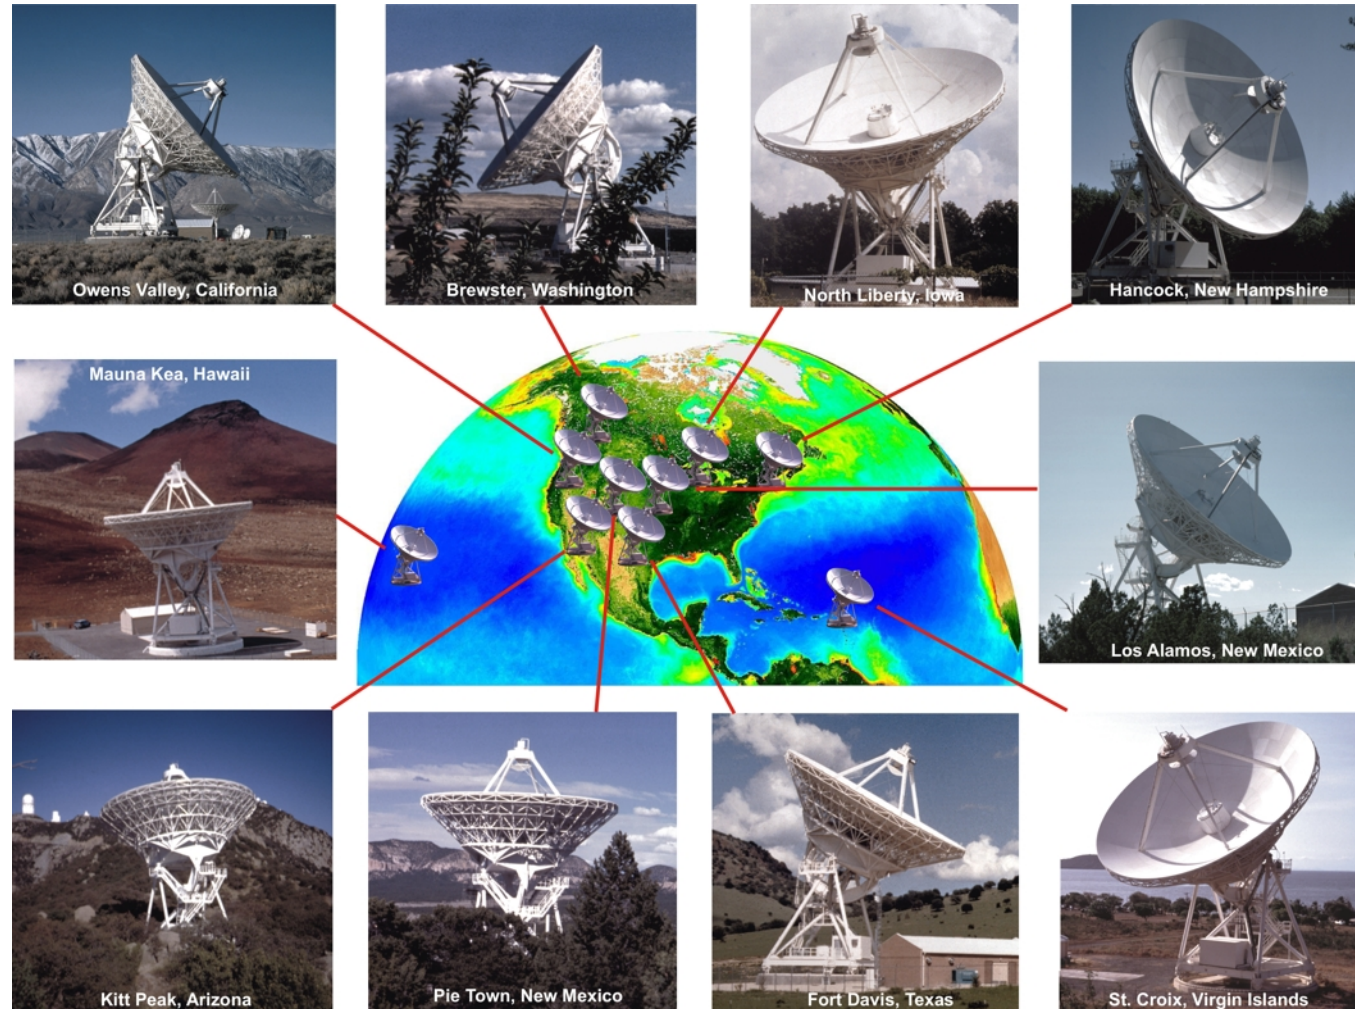 Owens Valley, California
Brewster, Washington
North Liberty, Iowa
Hancock, New Hampshire
Mauna Kea, Hawaii
Los Alamos, New Mexico
Kitt Peak, Arizona
Pie Town, New Mexico
Fort Davis, Texas
St. Croix, Virgin Islands